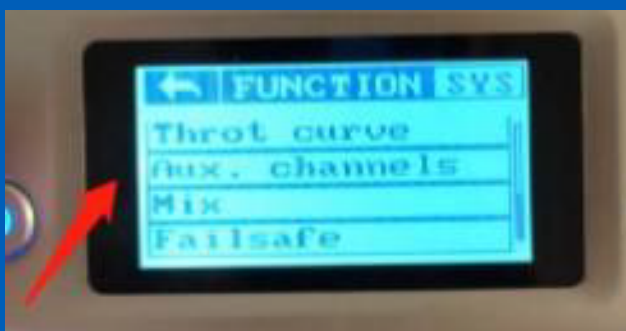 FUNCTION SYS
Throt curve
Aux. channels
Mix
Failsafe